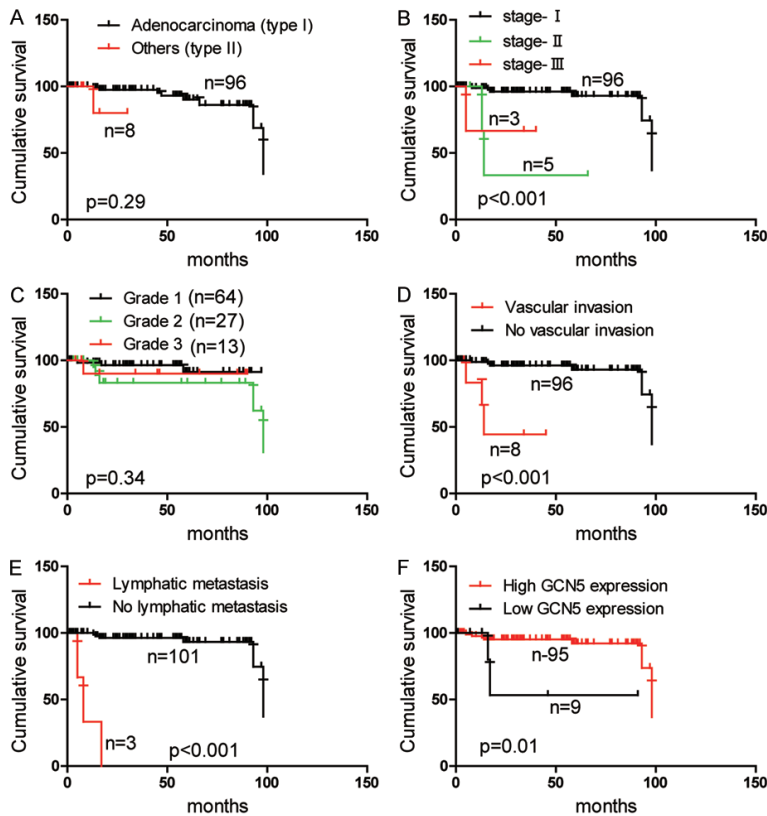 A
Adenocarcinoma (type I)
Others (type II)
Cumulative survival
150
100
50
0
n=96
n=8
p=0.29
0 50 100 150
months
B
stage- Ⅰ
stage- Ⅱ
stage- Ⅲ
Cumulative survival
150
100
50
0
n=96
n=3
n=5
p<0.001
0 50 100 150
months
C
Grade 1 (n=64)
Grade 2 (n=27)
Grade 3 (n=13)
Cumulative survival
150
100
50
0
p=0.34
0 50 100 150
months
D
Vascular invasion
No vascular invasion
Cumulative survival
150
100
50
0
n=96
n=8
p<0.001
0 50 100 150
months
E
Lymphatic metastasis
No lymphatic metastasis
Cumulative survival
150
100
50
0
n=101
n=3
p<0.001
0 50 100 150
months
F
High GCN5 expression
Low GCN5 expression
Cumulative survival
150
100
50
0
n-95
n=9
p=0.01
0 50 100 150
months